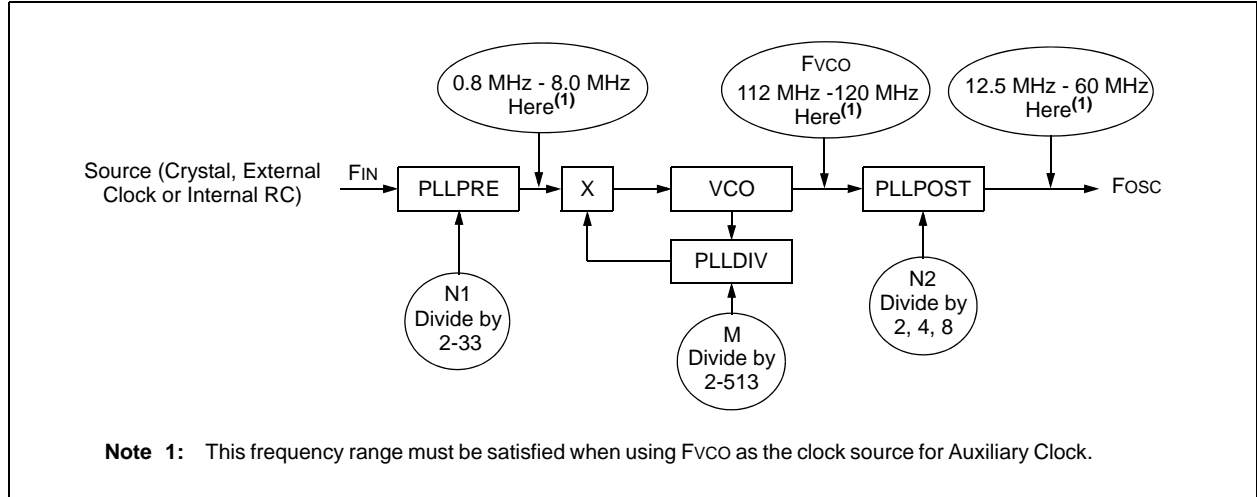 0.8 MHz - 8.0 MHz
Here(1)
FVCO
112 MHz -120 MHz
Here(1)
12.5 MHz - 60 MHz
Here(1)
Source (Crystal, External
Clock or Internal RC)
FIN
PLLPRE
X
VCO
PLLPOST
FOSC
PLLDIV
N1
Divide by
2-33
M
Divide by
2-513
N2
Divide by
2, 4, 8
Note 1: This frequency range must be satisfied when using FVCO as the clock source for Auxiliary Clock.